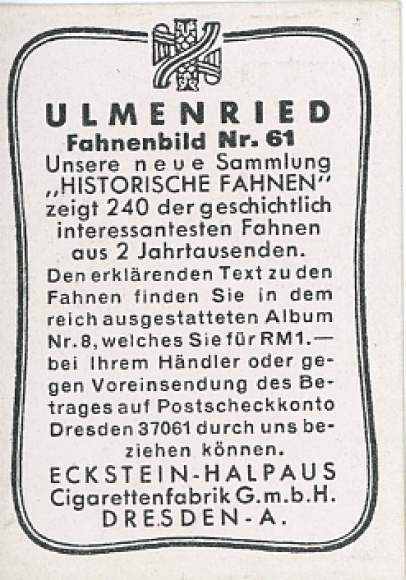 ULMENRIED
Fahnenbild Nr. 61
Unsere neue Sammlung
„HISTORISCHE FAHNEN"
zeigt 240 der geschichtlich
interessantesten Fahnen
aus 2 Jahrtausenden.
Den erklärenden Text zu den
Fahnen finden Sie in dem
reich ausgestatteten Album
Nr. 8, welches Sie für RM 1.—
bei Ihrem Händler oder ge-
gen Voreinsendung des Be-
trages auf Postscheckkonto
Dresden 37061 durch uns be-
ziehen können.
ECKSTEIN-HALPAUS
Cigarettenfabrik G.m.b.H.
DRESDEN-A.